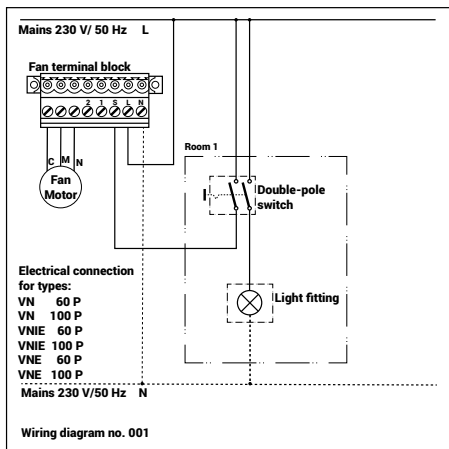 Mains 230 V/ 50 Hz L
Fan terminal block
2 1 S L N
C M N
Fan
Motor
Room 1
Double-pole
switch
Light fitting
Electrical connection
for types:
VN 60 P
VN 100 P
VNIE 60 P
VNIE 100 P
VNE 60 P
VNE 100 P
Mains 230 V/50 Hz N
Wiring diagram no. 001